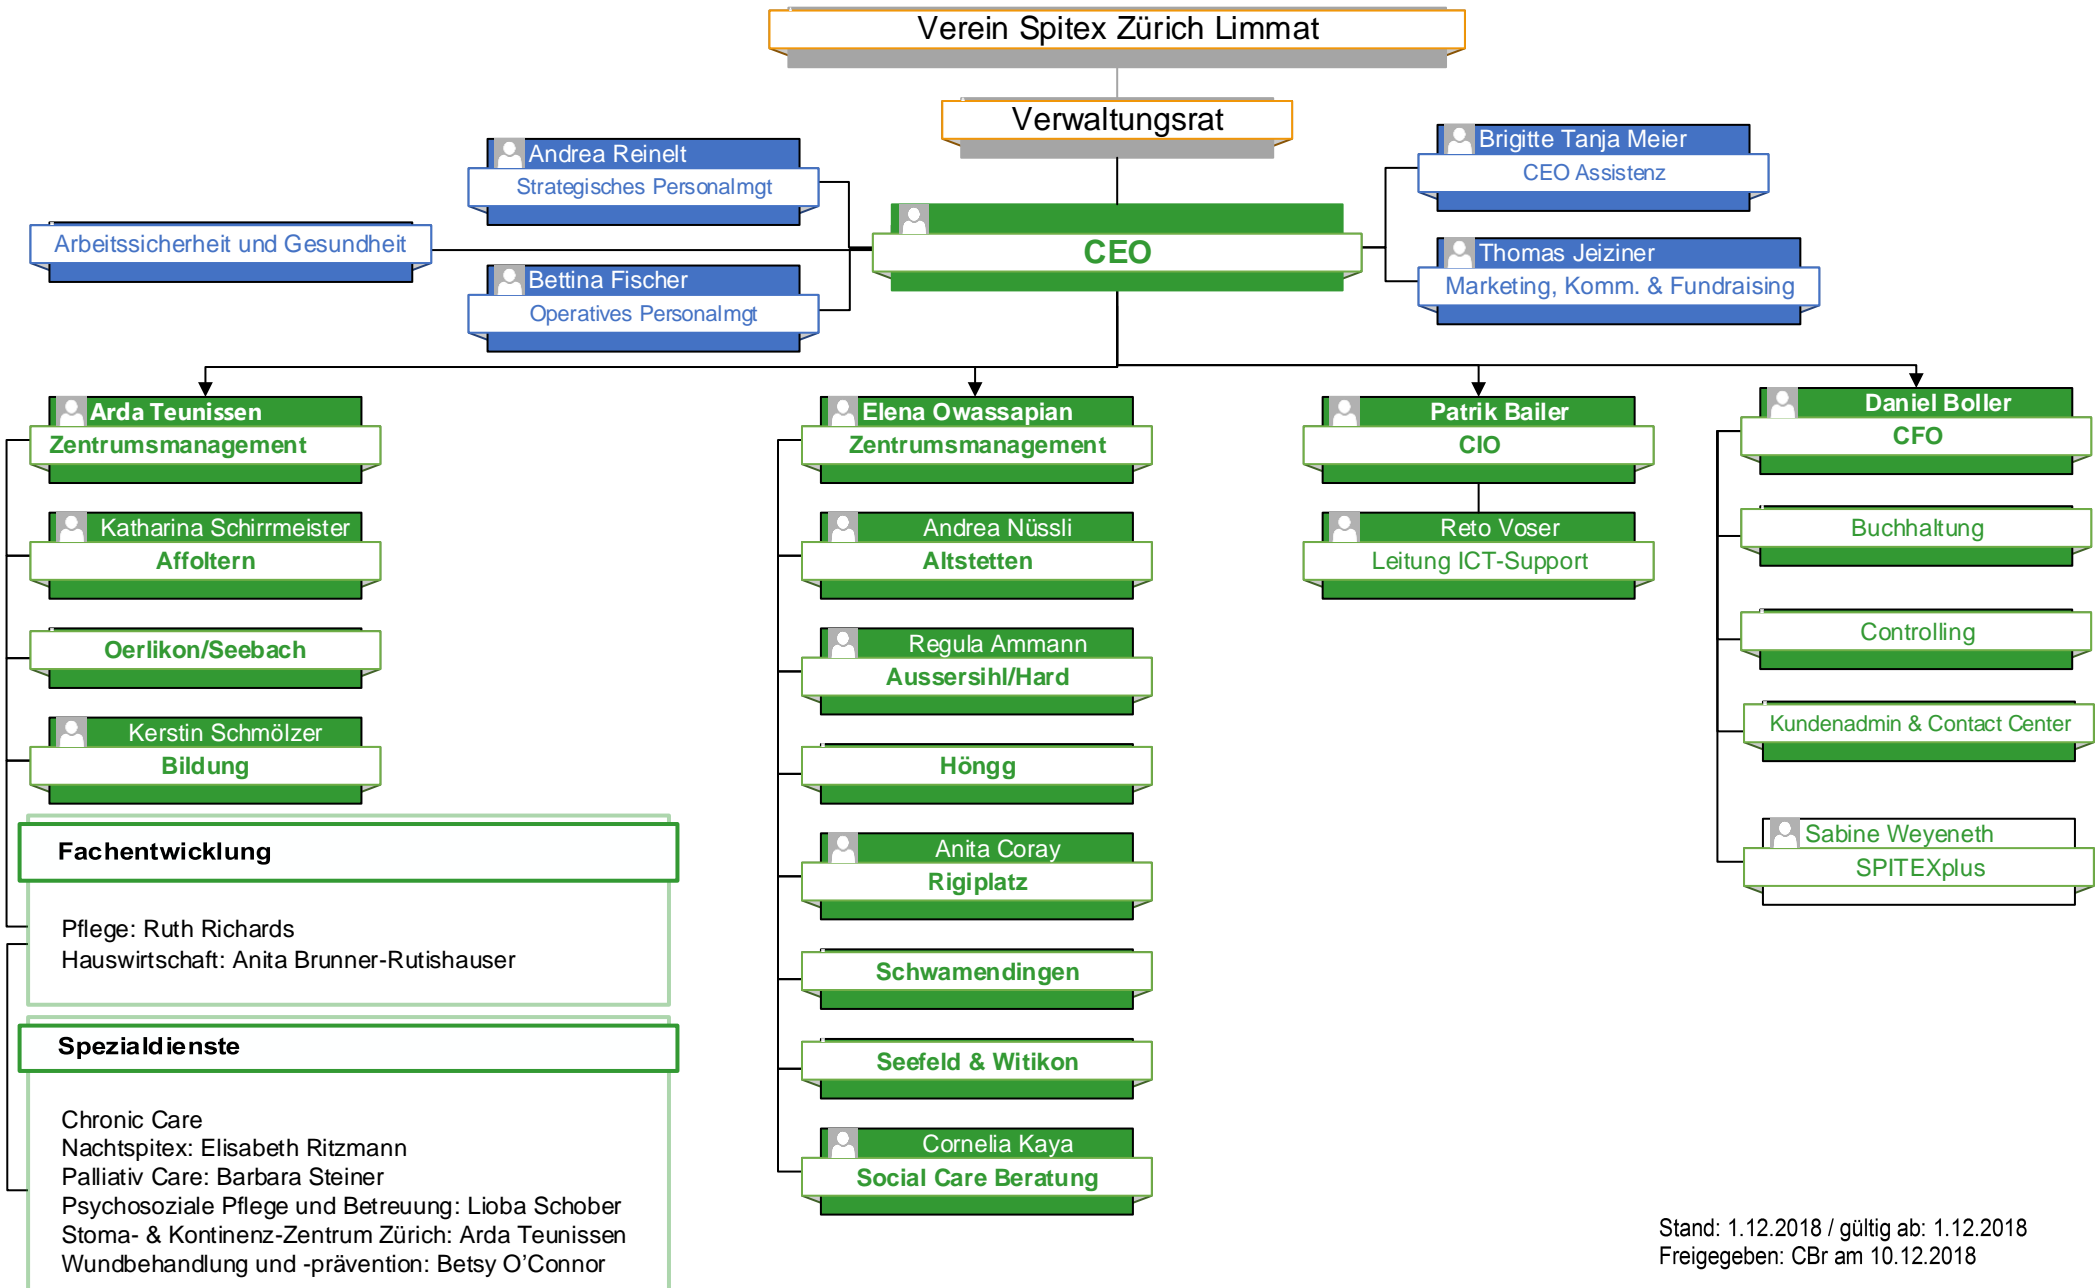 Verein Spitex Zürich Limmat
Verwaltungsrat
Andrea Reinelt
Strategisches Personalmgt
Brigitte Tanja Meier
CEO Assistenz
Arbeitssicherheit und Gesundheit
CEO
Bettina Fischer
Operatives Personalmgt
Thomas Jeiziner
Marketing, Komm. & Fundraising
Arda Teunissen
Zentrumsmanagement
Katharina Schirrmeister
Affoltern
Oerlikon/Seebach
Kerstin Schmölzer
Bildung
Fachentwicklung
Pflege: Ruth Richards
Hauswirtschaft: Anita Brunner-Rutishauser
Spezialdienste
Chronic Care
Nachtspitex: Elisabeth Ritzmann
Palliativ Care: Barbara Steiner
Psychosoziale Pflege und Betreuung: Lioba Schober
Stoma- & Kontinenz-Zentrum Zürich: Arda Teunissen
Wundbehandlung und -prävention: Betsy O’Connor
Elena Owassapian
Zentrumsmanagement
Andrea Nüssli
Altstetten
Regula Ammann
Aussersihl/Hard
Höngg
Anita Coray
Rigiplatz
Schwamendingen
Seefeld & Witikon
Cornelia Kaya
Social Care Beratung
Patrik Bailer
CIO
Reto Voser
Leitung ICT-Support
Daniel Boller
CFO
Buchhaltung
Controlling
Kundenadmin & Contact Center
Sabine Weyeneth
SPITEXplus
Stand: 1.12.2018 / gültig ab: 1.12.2018
Freigegeben: CBr am 10.12.2018